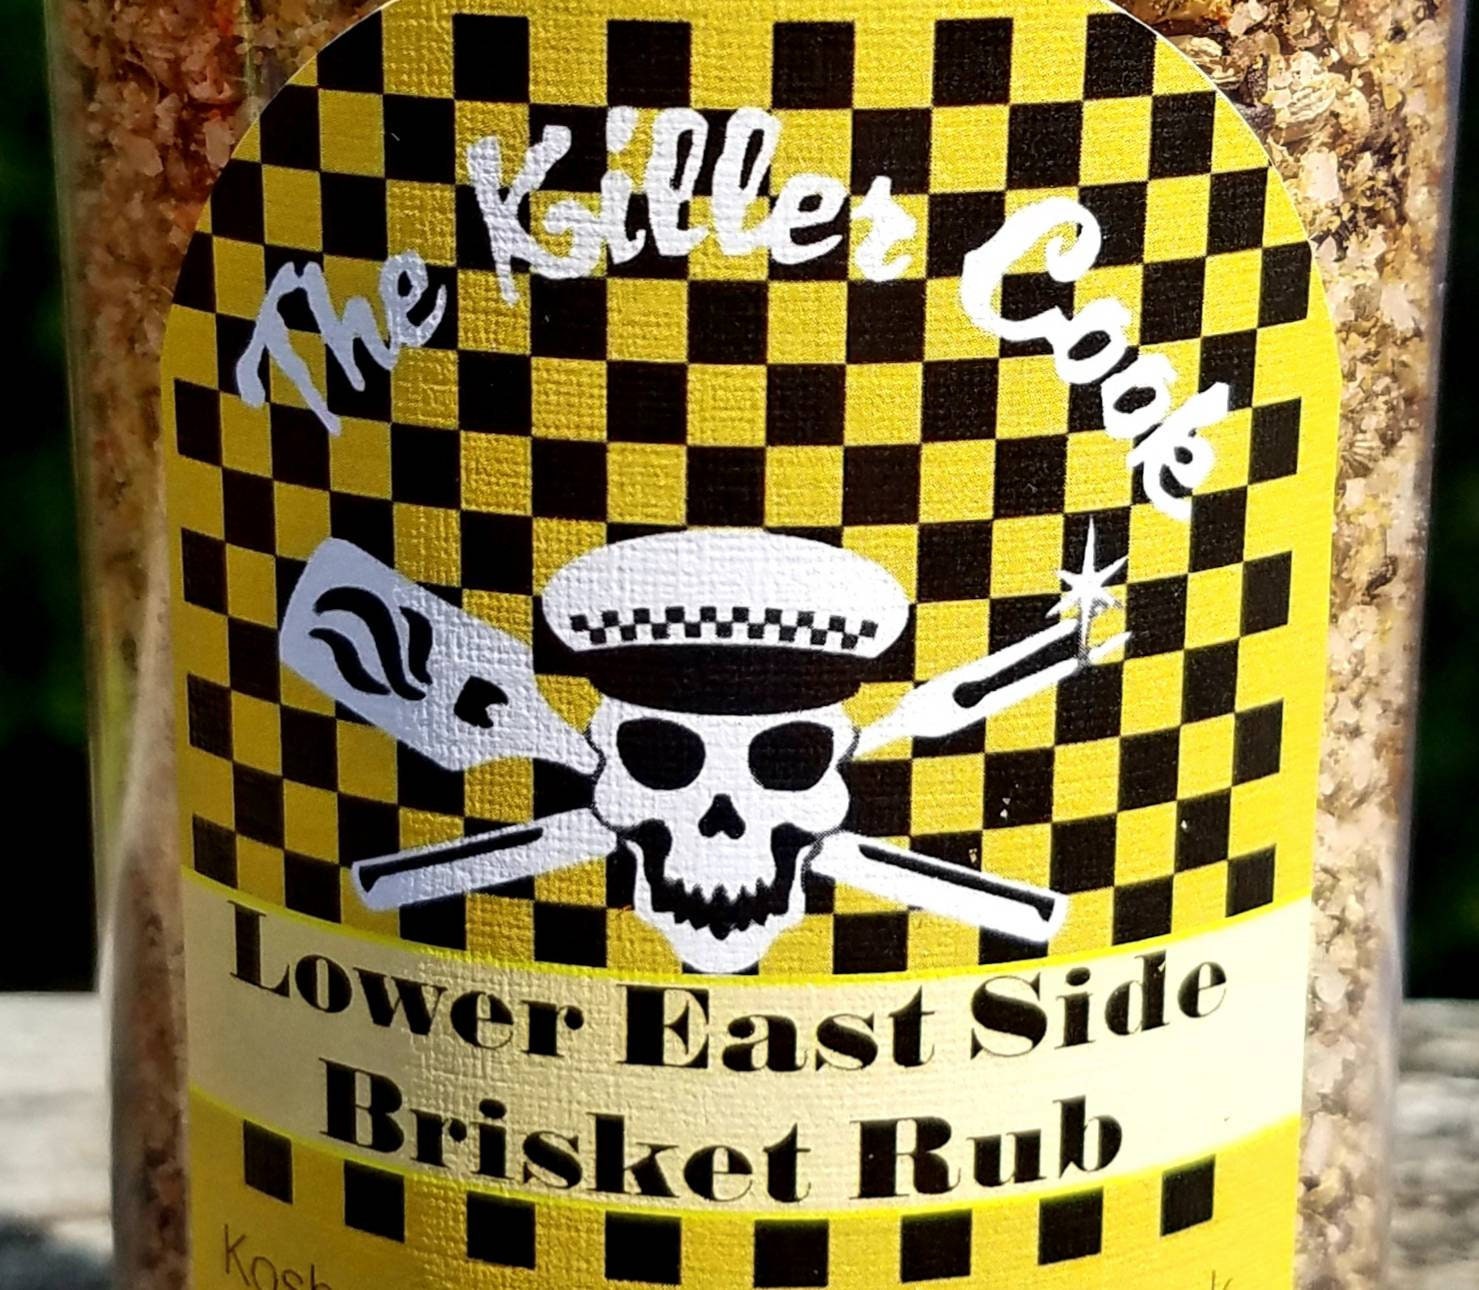 The Killer Cook
Lower East Side
Brisket Rub